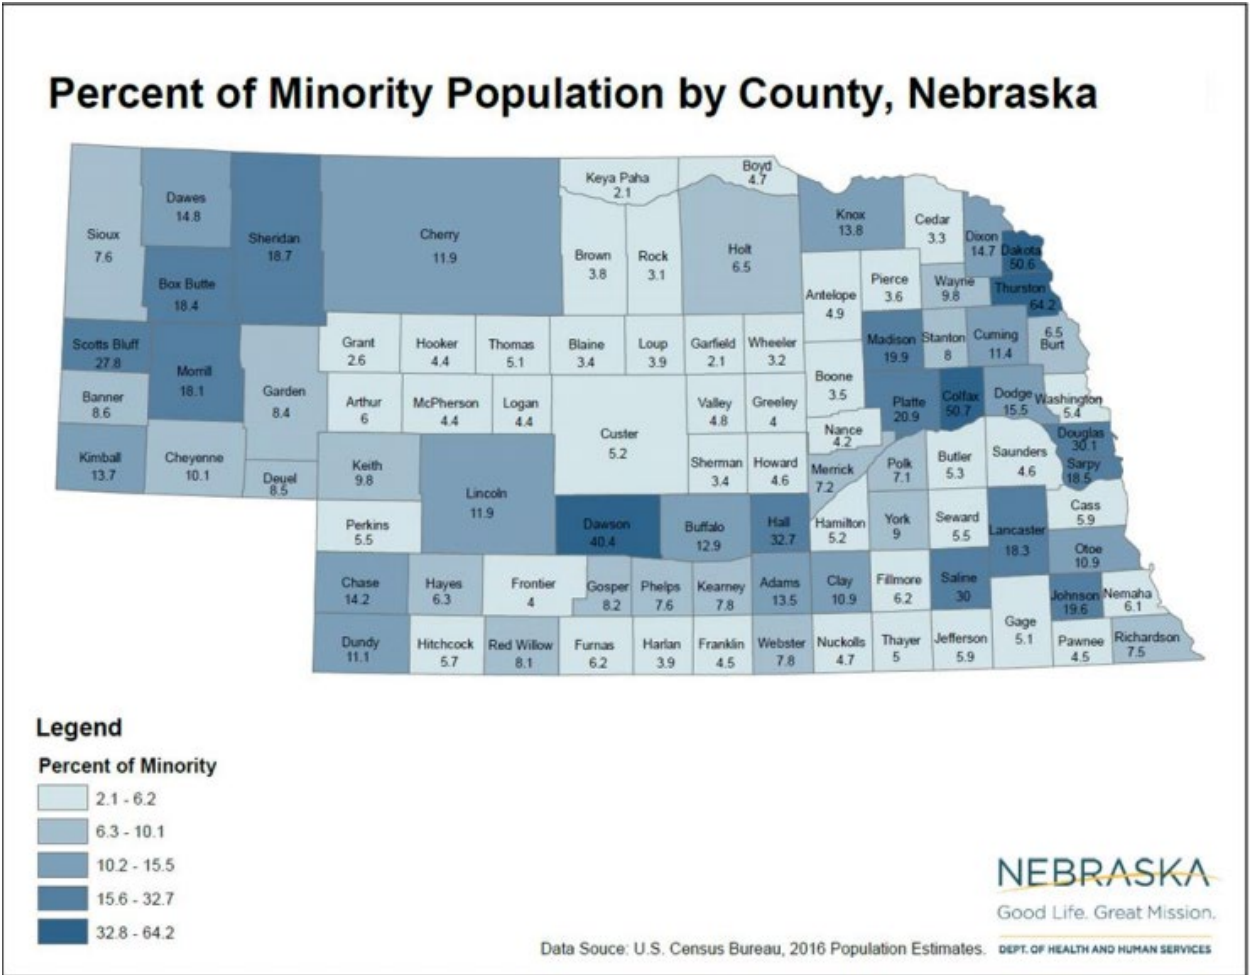 Percent of Minority Population by County, Nebraska
Sioux
7.6
Dawes
14.8
Sheridan
18.7
Box Butte
18.4
Cherry
11.9
Keya Paha
2.1
Boyd
4.7
Brown
3.8
Rock
3.1
Holt
6.5
Knox
13.8
Cedar
3.3
Dixon
14.7
Dakota
50.6
Antelope
4.9
Pierce
3.6
Wayne
9.8
Thurston
64.2
Scotts Bluff
27.8
Banner
8.6
Kimball
13.7
Morrill
18.1
Cheyenne
10.1
Garden
8.4
Deuel
8.5
Grant
2.6
Hooker
4.4
Thomas
5.1
Blaine
3.4
Loup
3.9
Garfield
2.1
Wheeler
3.2
Madison
19.9
Stanton
8
Cuming
11.4
6.5
Burt
Arthur
6
McPherson
4.4
Logan
4.4
Custer
5.2
Valley
4.8
Greeley
4
Boone
3.5
Platte
20.9
Colfax
50.7
Dodge
15.5
Washington
5.4
Nance
4.2
Keith
9.8
Lincoln
11.9
Sherman
3.4
Howard
4.6
Merrick
7.2
Polk
7.1
Butler
5.3
Saunders
4.6
Douglas
30.1
Sarpy
18.5
Perkins
5.5
Dawson
40.4
Buffalo
12.9
Hall
32.7
Hamilton
5.2
York
9
Seward
5.5
Lancaster
18.3
Cass
5.9
Otoe
10.9
Chase
14.2
Hayes
6.3
Frontier
4
Gosper
8.2
Phelps
7.6
Kearney
7.8
Adams
13.5
Clay
10.9
Fillmore
6.2
Saline
30
Johnson
19.6
Nemaha
6.1
Dundy
11.1
Hitchcock
5.7
Red Willow
8.1
Furnas
6.2
Harlan
3.9
Franklin
4.5
Webster
7.8
Nuckolls
4.7
Thayer
5
Jefferson
5.9
Gage
5.1
Pawnee
4.5
Richardson
7.5
Legend
Percent of Minority
2.1 - 6.2
6.3 - 10.1
10.2 - 15.5
15.6 - 32.7
32.8 - 64.2
NEBRASKA
Good Life. Great Mission.
DEPT. OF HEALTH AND HUMAN SERVICES
Data Souce: U.S. Census Bureau, 2016 Population Estimates.